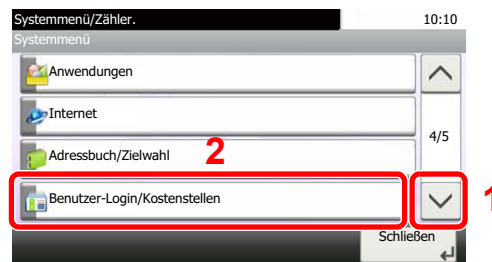 Systemmenü/Zähler.
10:10
Systemmenü
Anwendungen
Internet
4/5
Adressbuch/Zielwahl
2
Benutzer-Login/Kostenstellen
1
Schließen